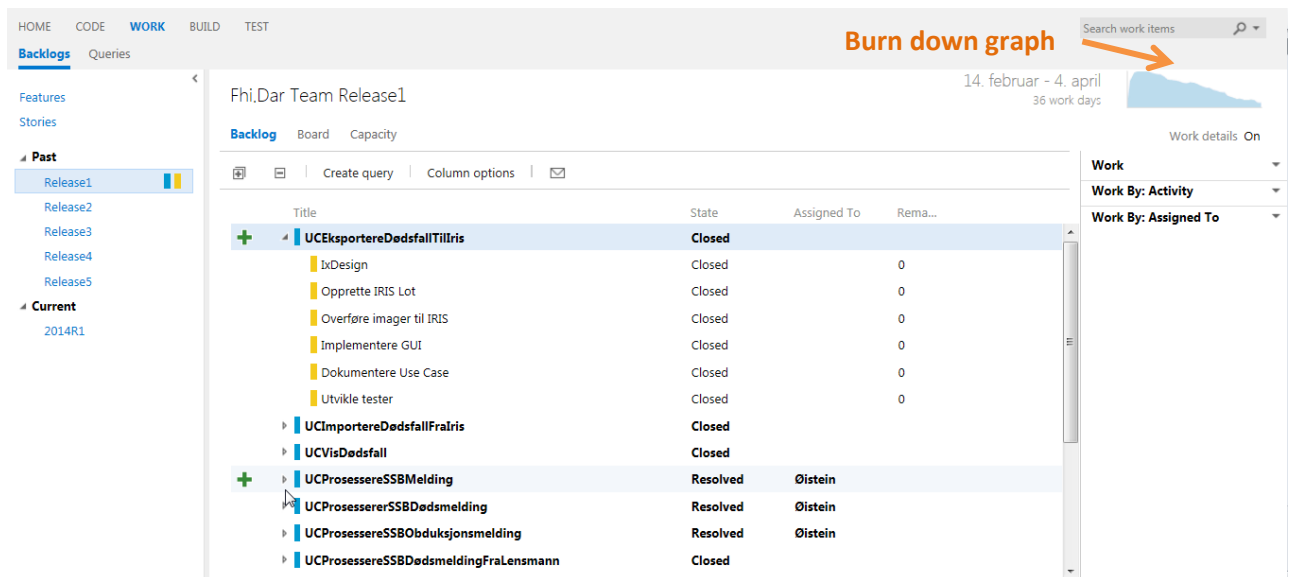 HOME CODE WORK BUILD TEST
Search work items
Burn down graph
Backlogs Queries
Features
Stories
Past
Release1
Release2
Release3
Release4
Release5
Current
2014R1
Fhi.Dar Team Release1
14. februar - 4. april
36 work days
Backlog Board Capacity
Work details On
Create query Column options
Title State Assigned To Rema...
UCEksportereDødsfallTilIris Closed
IxDesign Closed 0
Opprette IRIS Lot Closed 0
Overføre imager til IRIS Closed 0
Implementere GUI Closed 0
Dokumentere Use Case Closed 0
Utvikle tester Closed 0
UCImportereDødsfallFraIris Closed
UCVisDødsfall Closed
UCProsessereSSBMelding Resolved Øistein
UCProsessererSSBDødsmelding Resolved Øistein
UCProsessereSSBObduksjonsmelding Resolved Øistein
UCProsessereSSBDødsmeldingFraLensmann Closed
Work
Work By: Activity
Work By: Assigned To